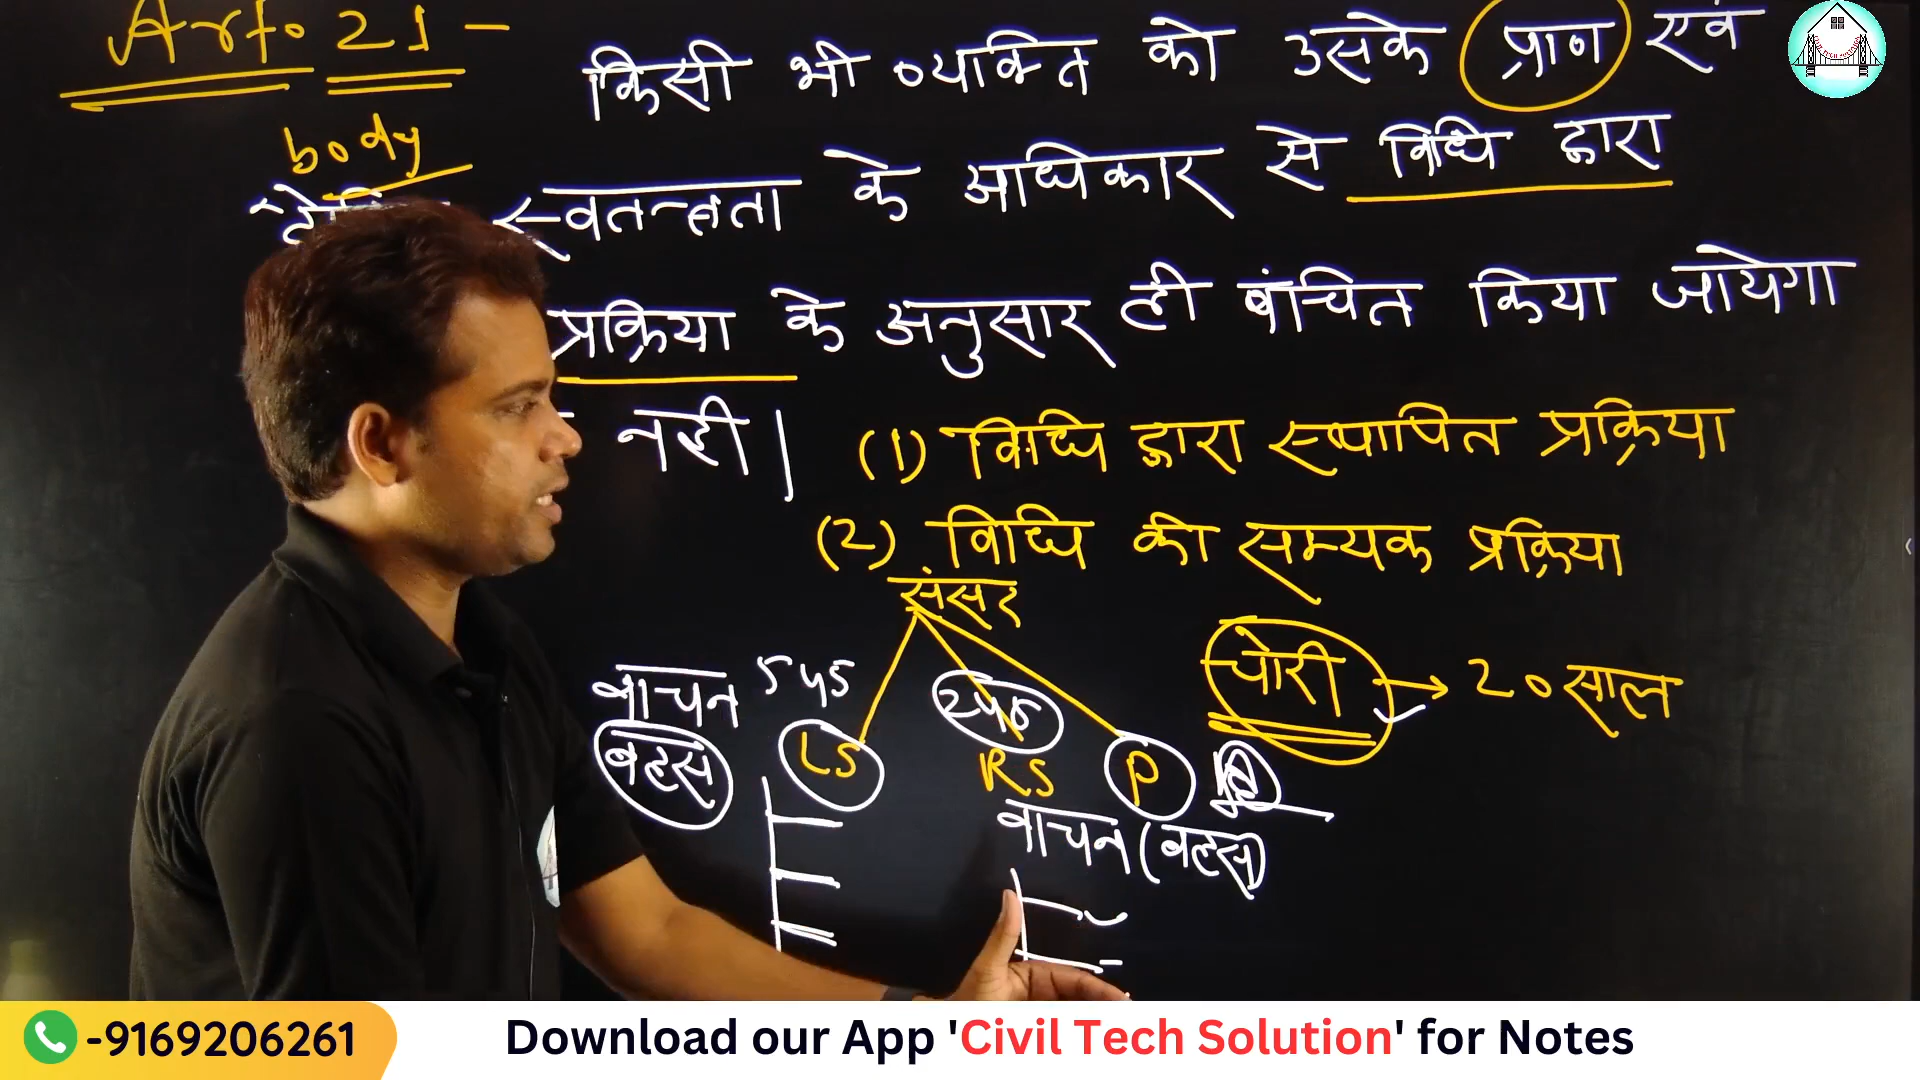 Art. 21 -
किसी भी व्यक्ति को उसके प्राण एवं
body
स्वतन्त्रता के अधिकार से विधि द्वारा
प्रक्रिया के अनुसार ही वंचित किया जायेगा
नही।
(1) विधि द्वारा स्थापित प्रक्रिया
(2) विधि की सम्यक प्रक्रिया
संसद
चोरी → 20 साल
वाचन 545
बहस LS RS P
वाचन (बहस)
-9169206261
Download our App 'Civil Tech Solution' for Notes